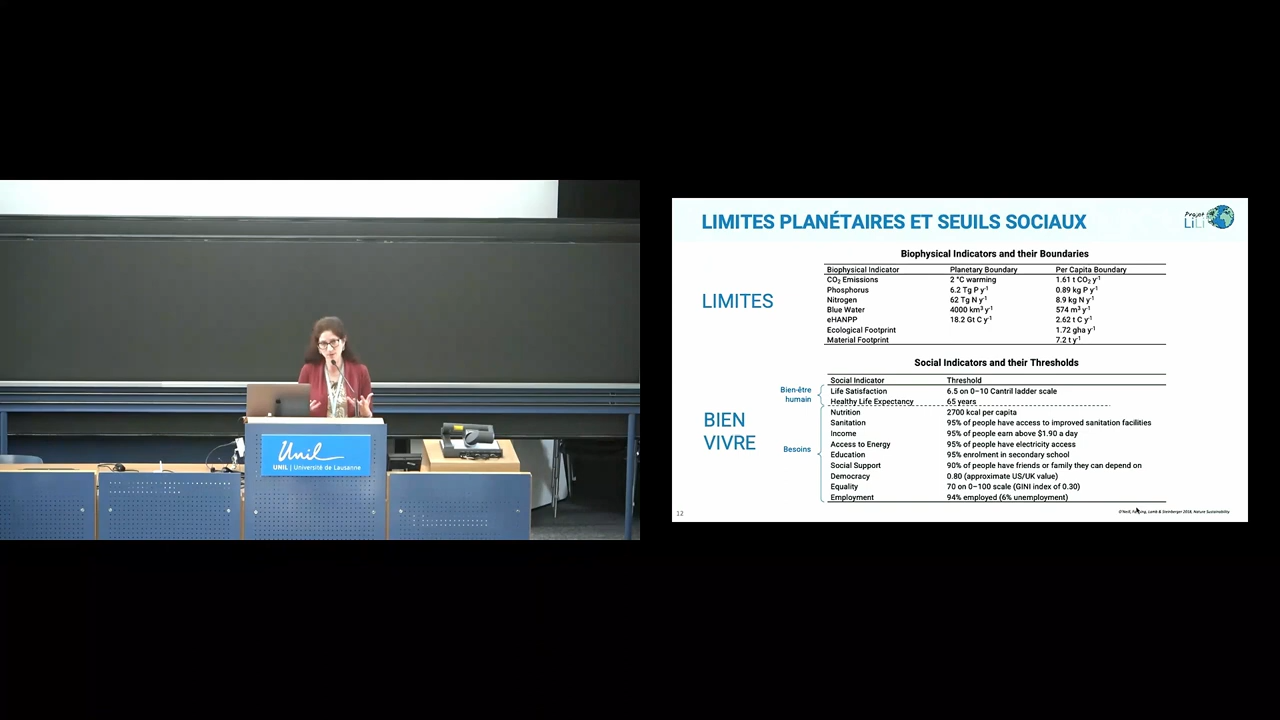 Unil
UNIL | Université de Lausanne
LIMITES PLANÉTAIRES ET SEUILS SOCIAUX
Projet
LiLi
LIMITES
Biophysical Indicators and their Boundaries
Biophysical Indicator Planetary Boundary Per Capita Boundary
CO₂ Emissions 2 °C warming 1.61 t CO₂ y⁻¹
Phosphorus 6.2 Tg P y⁻¹ 0.89 kg P y⁻¹
Nitrogen 62 Tg N y⁻¹ 8.9 kg N y⁻¹
Blue Water 4000 km³ y⁻¹ 574 m³ y⁻¹
eHANPP 18.2 Gt C y⁻¹ 2.62 t C y⁻¹
Ecological Footprint 1.72 gha y⁻¹
Material Footprint 7.2 t y⁻¹
BIEN
VIVRE
Bien-être
humain
Besoins
Social Indicators and their Thresholds
Social Indicator Threshold
Life Satisfaction 6.5 on 0–10 Cantril ladder scale
Healthy Life Expectancy 65 years
Nutrition 2700 kcal per capita
Sanitation 95% of people have access to improved sanitation facilities
Income 95% of people earn above $1.90 a day
Access to Energy 95% of people have electricity access
Education 95% enrolment in secondary school
Social Support 90% of people have friends or family they can depend on
Democracy 0.80 (approximate US/UK value)
Equality 70 on 0–100 scale (GINI index of 0.30)
Employment 94% employed (6% unemployment)
12
O'Neill, Lamb & Steinberger 2018, Nature Sustainability